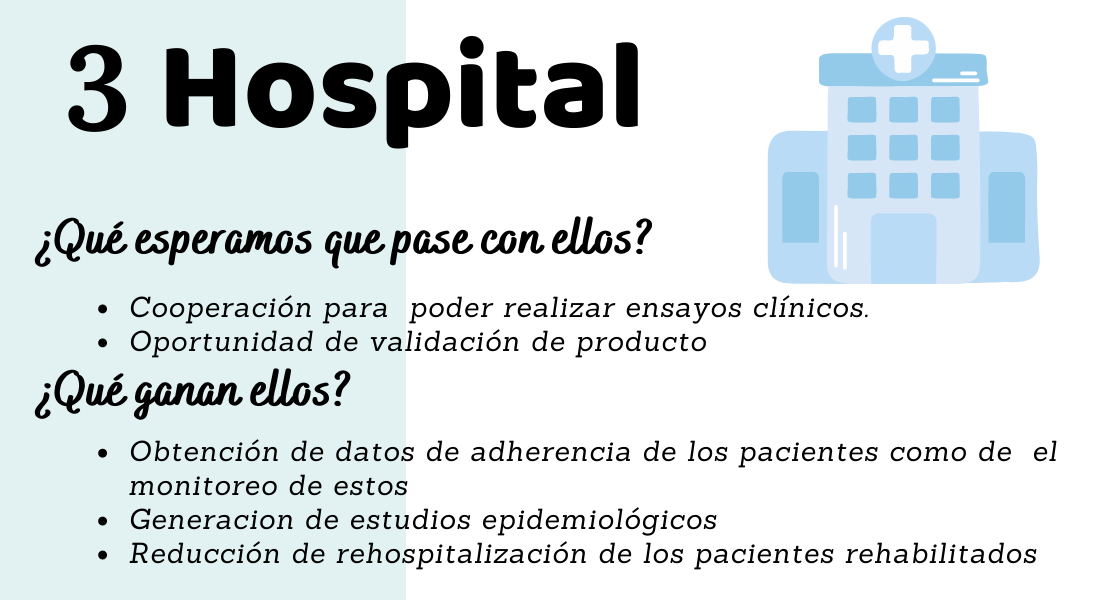 3 Hospital
¿Qué esperamos que pase con ellos?
• Cooperación para  poder realizar ensayos clínicos.
• Oportunidad de validación de producto
¿Qué ganan ellos?
• Obtención de datos de adherencia de los pacientes como de  el
monitoreo de estos
• Generacion de estudios epidemiológicos
• Reducción de rehospitalización de los pacientes rehabilitados